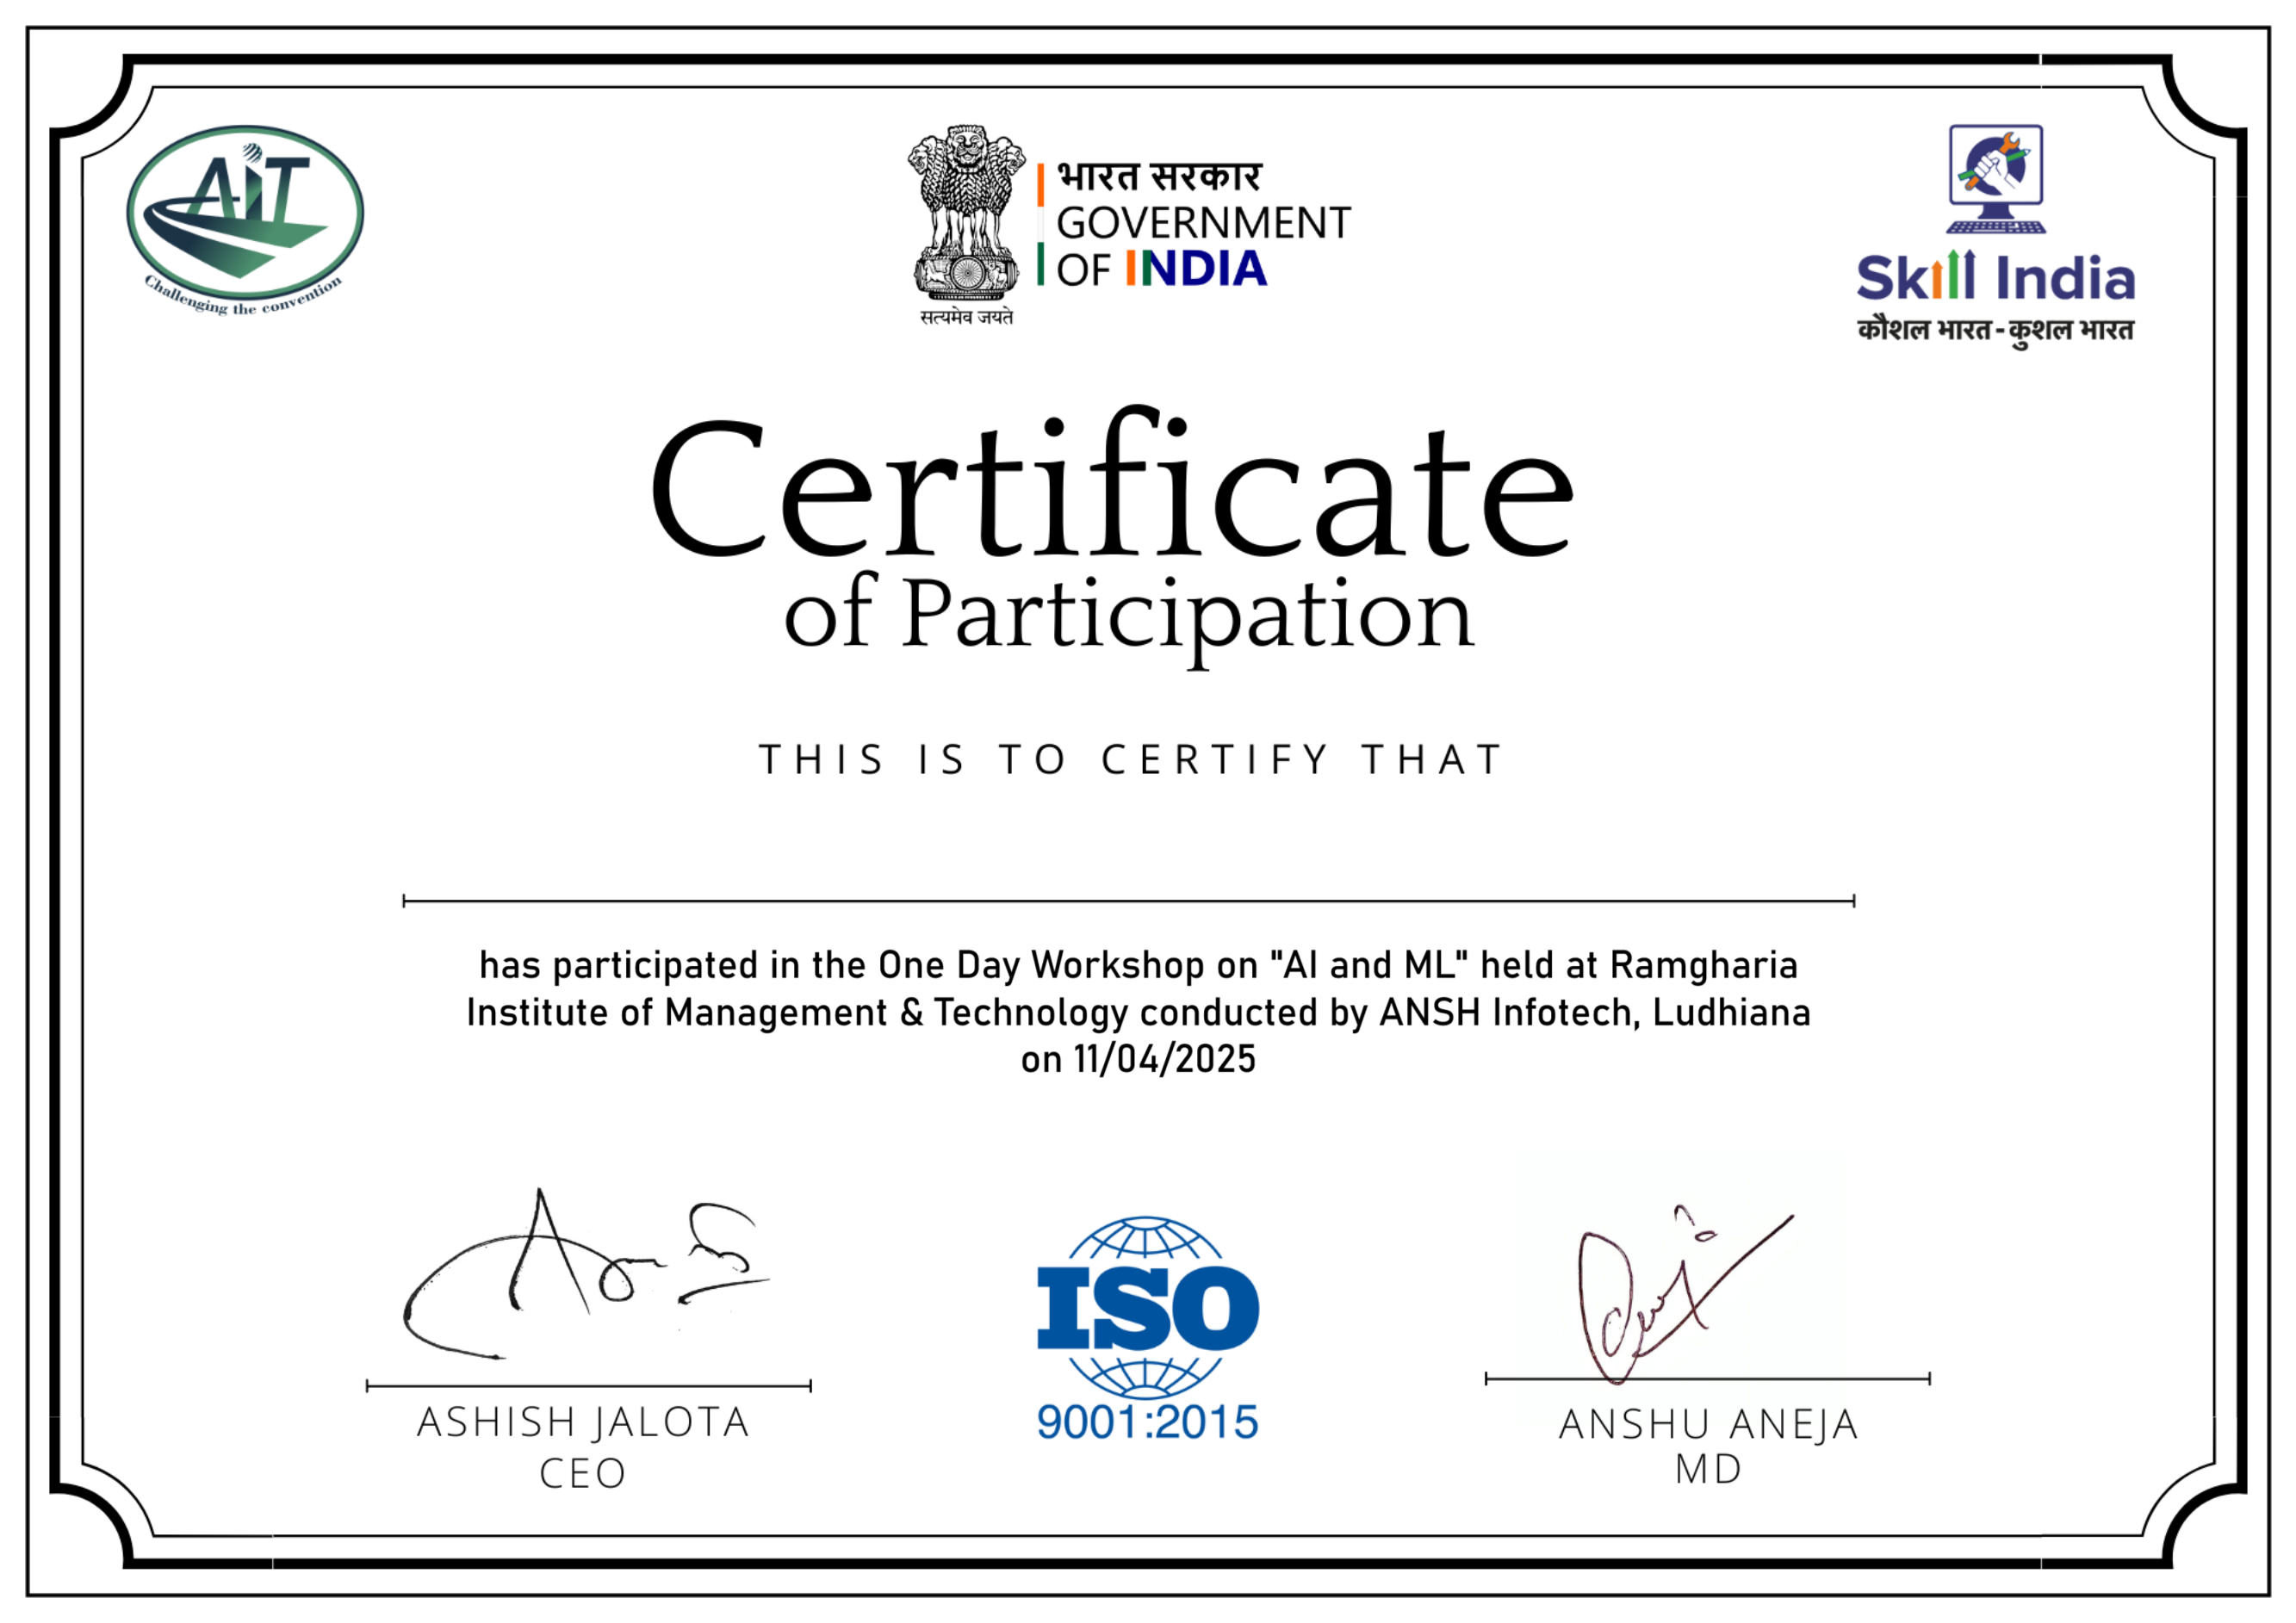 AiT
Challenging the convention
सत्यमेव जयते
भारत सरकार
GOVERNMENT
OF INDIA
Skill India
कौशल भारत - कुशल भारत
Certificate
of Participation
THIS IS TO CERTIFY THAT
has participated in the One Day Workshop on "AI and ML" held at Ramgharia
Institute of Management & Technology conducted by ANSH Infotech, Ludhiana
on 11/04/2025
ISO
9001:2015
ASHISH JALOTA
CEO
ANSHU ANEJA
MD